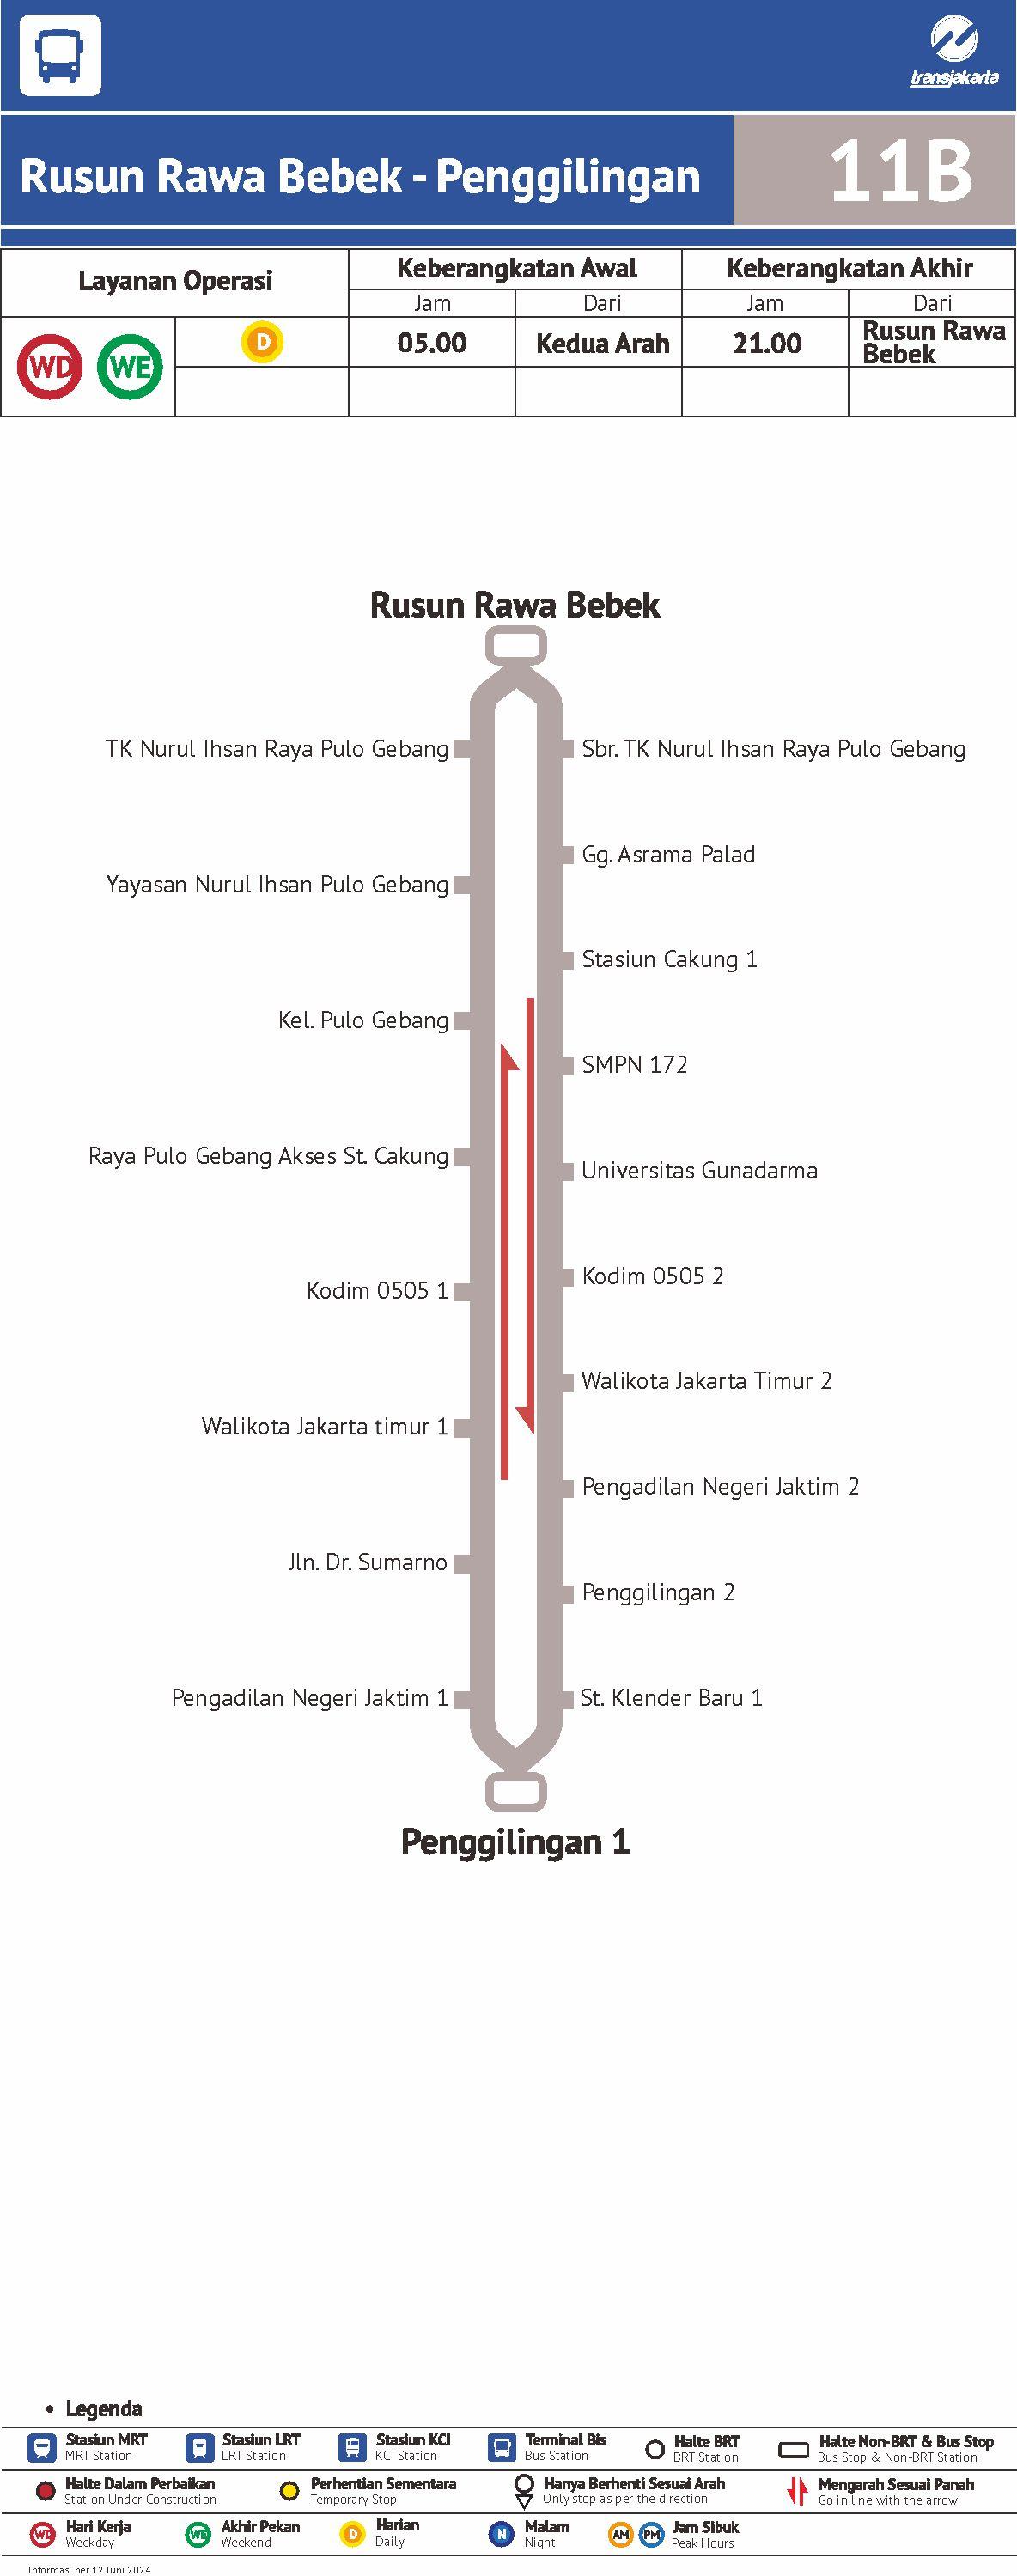 transjakarta
Rusun Rawa Bebek - Penggilingan
11B
Layanan Operasi
Keberangkatan Awal
Keberangkatan Akhir
Jam
Dari
Jam
Dari
WD
WE
D
05.00
Kedua Arah
21.00
Rusun Rawa
Bebek
Rusun Rawa Bebek
TK Nurul Ihsan Raya Pulo Gebang
Yayasan Nurul Ihsan Pulo Gebang
Kel. Pulo Gebang
Raya Pulo Gebang Akses St. Cakung
Kodim 0505 1
Walikota Jakarta timur 1
Jln. Dr. Sumarno
Pengadilan Negeri Jaktim 1
Sbr. TK Nurul Ihsan Raya Pulo Gebang
Gg. Asrama Palad
Stasiun Cakung 1
SMPN 172
Universitas Gunadarma
Kodim 0505 2
Walikota Jakarta Timur 2
Pengadilan Negeri Jaktim 2
Penggilingan 2
St. Klender Baru 1
Penggilingan 1
• Legenda
Stasiun MRT
MRT Station
Stasiun LRT
LRT Station
Stasiun KCI
KCI Station
Terminal Bis
Bus Station
Halte BRT
BRT Station
Halte Non-BRT & Bus Stop
Bus Stop & Non-BRT Station
Halte Dalam Perbaikan
Station Under Construction
Perhentian Sementara
Temporary Stop
Hanya Berhenti Sesuai Arah
Only stop as per the direction
Mengarah Sesuai Panah
Go in line with the arrow
WD
Hari Kerja
Weekday
WE
Akhir Pekan
Weekend
D
Harian
Daily
N
Malam
Night
AM
PM
Jam Sibuk
Peak Hours
Informasi per 12 Juni 2024